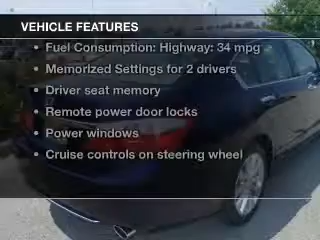 VEHICLE FEATURES
• Fuel Consumption: Highway: 34 mpg
• Memorized Settings for 2 drivers
• Driver seat memory
• Remote power door locks
• Power windows
• Cruise controls on steering wheel